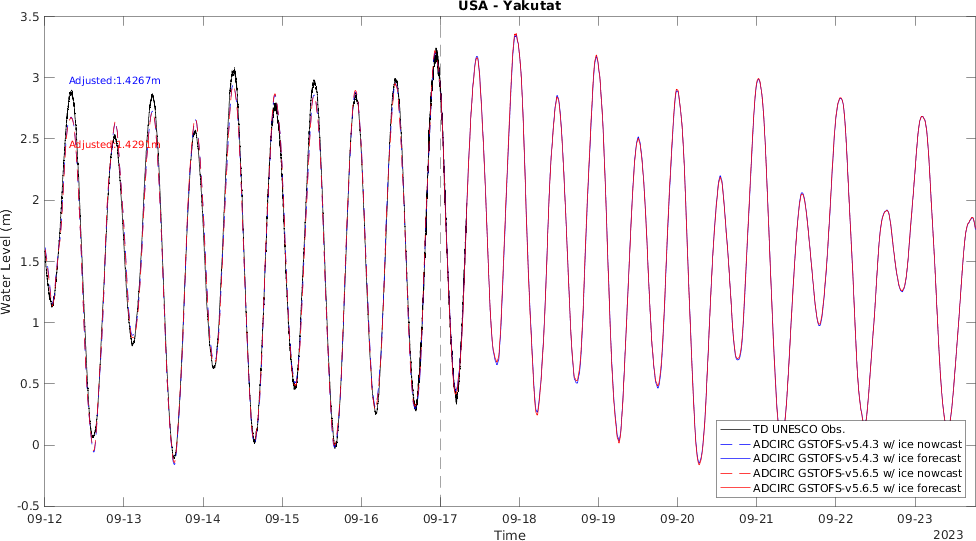 USA - Yakutat
3.5
3
2.5
2
1.5
1
0.5
0
-0.5
Water Level (m)
Adjusted:1.4267m
Adjusted:1.4291m
TD UNESCO Obs.
ADCIRC GSTOFS-v5.4.3 w/ ice nowcast
ADCIRC GSTOFS-v5.4.3 w/ ice forecast
ADCIRC GSTOFS-v5.6.5 w/ ice nowcast
ADCIRC GSTOFS-v5.6.5 w/ ice forecast
09-12 09-13 09-14 09-15 09-16 09-17 09-18 09-19 09-20 09-21 09-22 09-23
Time
2023